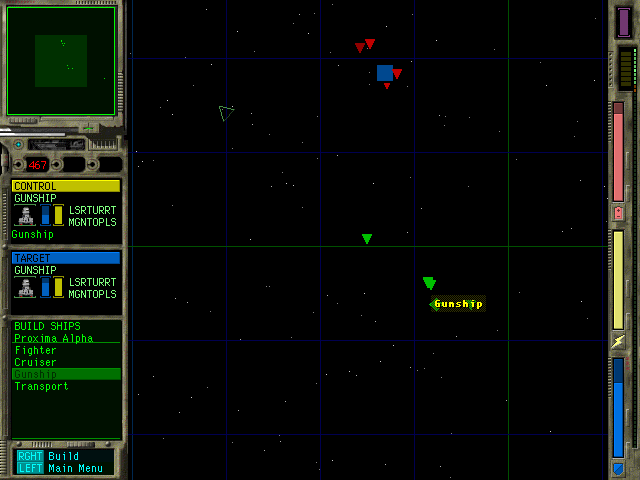 467
CONTROL
GUNSHIP
LSRTURRT
MGNTOPLS
Gunship
TARGET
GUNSHIP
LSRTURRT
MGNTOPLS
BUILD SHIPS
Proxima Alpha
Fighter
Cruiser
Gunship
Transport
RGHT Build
LEFT Main Menu
Gunship